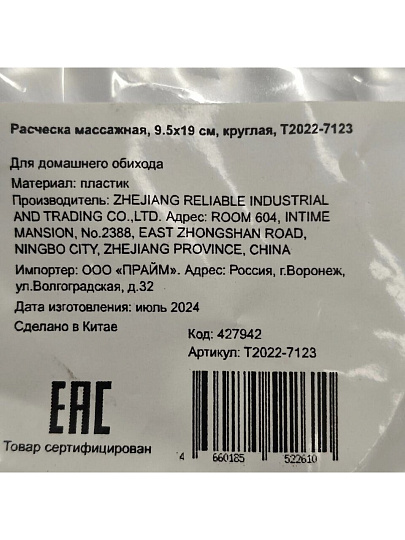 Расческа массажная, 9.5x19 см, круглая, T2022-7123
Для домашнего обихода
Материал: пластик
Производитель: ZHEJIANG RELIABLE INDUSTRIAL
AND TRADING CO.,LTD. Адрес: ROOM 604, INTIME
MANSION, No.2388, EAST ZHONGSHAN ROAD,
NINGBO CITY, ZHEJIANG PROVINCE, CHINA
Импортер: ООО «ПРАЙМ». Адрес: Россия, г.Воронеж,
ул.Волгоградская, д.32
Дата изготовления: июль 2024
Сделано в Китае
Код: 427942
Артикул: T2022-7123
EAC
Товар сертифицирован
4 660185 522610